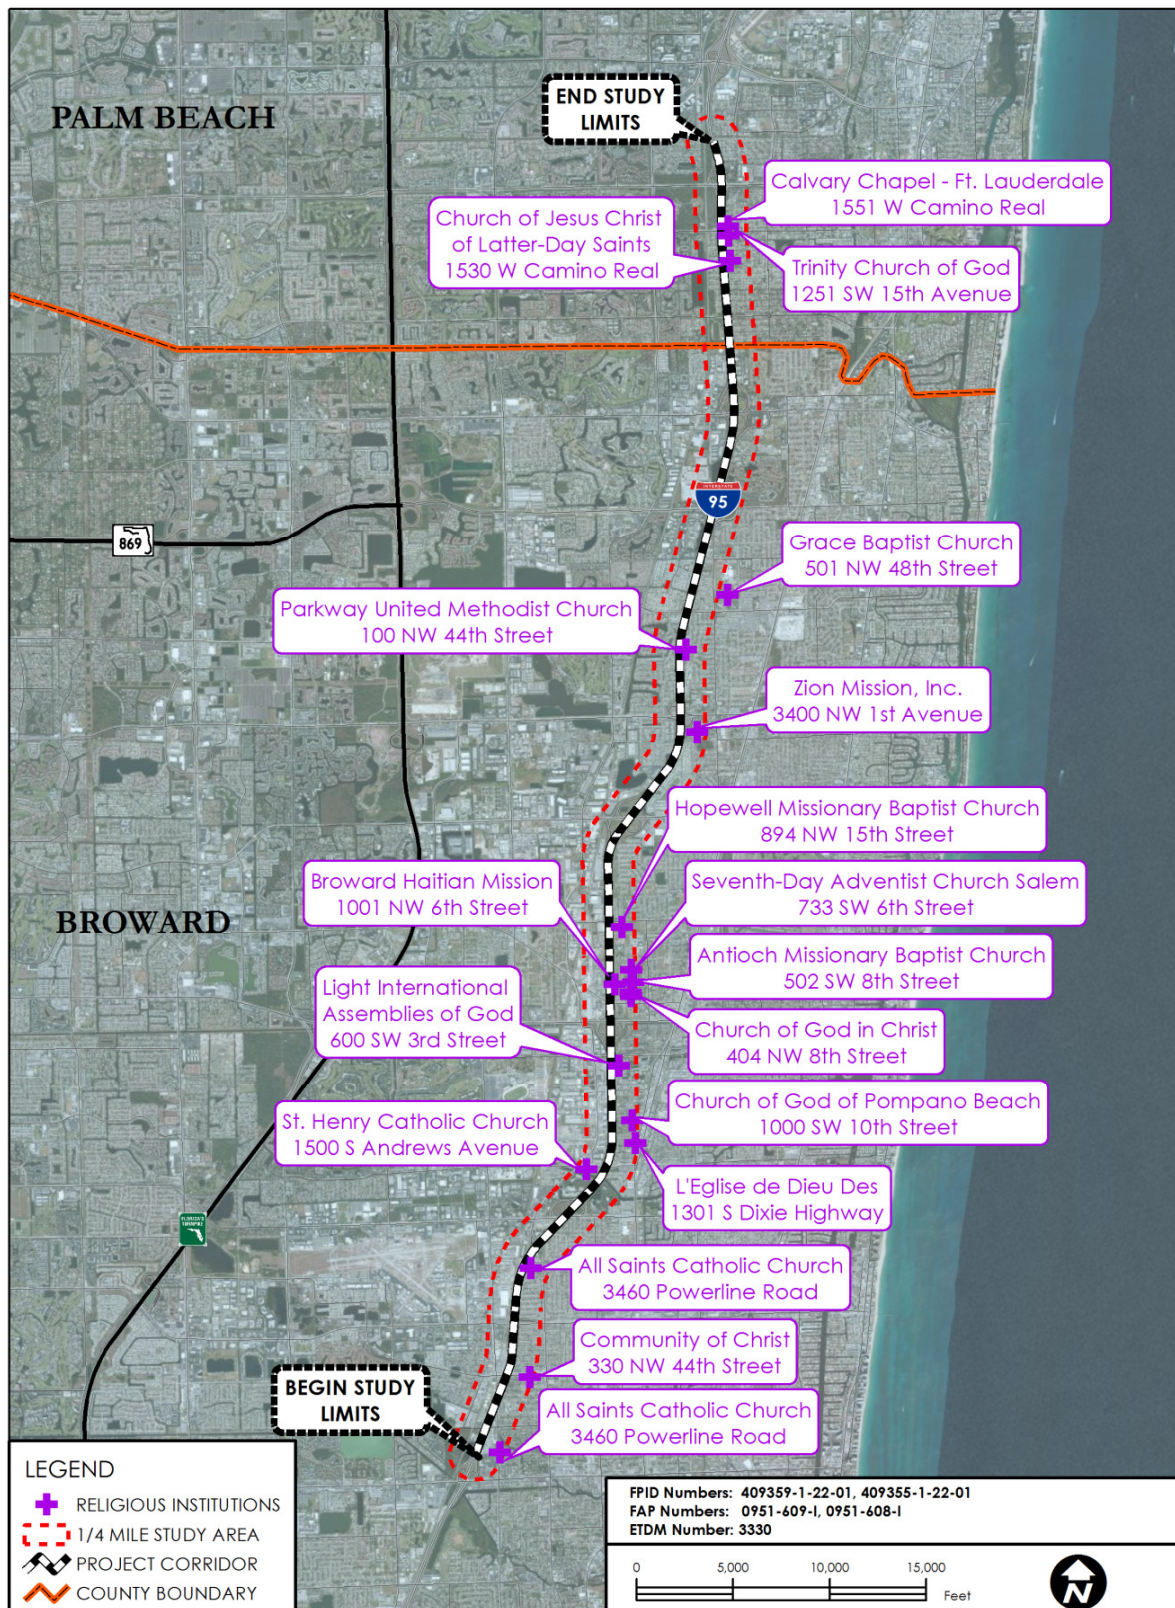 PALM BEACH
END STUDY
LIMITS
Calvary Chapel - Ft. Lauderdale
1551 W Camino Real
Church of Jesus Christ
of Latter-Day Saints
1530 W Camino Real
Trinity Church of God
1251 SW 15th Avenue
INTERSTATE
95
869
Grace Baptist Church
501 NW 48th Street
Parkway United Methodist Church
100 NW 44th Street
Zion Mission, Inc.
3400 NW 1st Avenue
Hopewell Missionary Baptist Church
894 NW 15th Street
Broward Haitian Mission
1001 NW 6th Street
Seventh-Day Adventist Church Salem
733 SW 6th Street
BROWARD
Antioch Missionary Baptist Church
502 SW 8th Street
Light International
Assemblies of God
600 SW 3rd Street
Church of God in Christ
404 NW 8th Street
Church of God of Pompano Beach
1000 SW 10th Street
St. Henry Catholic Church
1500 S Andrews Avenue
L'Eglise de Dieu Des
1301 S Dixie Highway
FLORIDA'S
TURNPIKE
All Saints Catholic Church
3460 Powerline Road
Community of Christ
330 NW 44th Street
BEGIN STUDY
LIMITS
All Saints Catholic Church
3460 Powerline Road
LEGEND
RELIGIOUS INSTITUTIONS
1/4 MILE STUDY AREA
PROJECT CORRIDOR
COUNTY BOUNDARY
FPID Numbers: 409359-1-22-01, 409355-1-22-01
FAP Numbers: 0951-609-I, 0951-608-I
ETDM Number: 3330
0 5,000 10,000 15,000
Feet
N